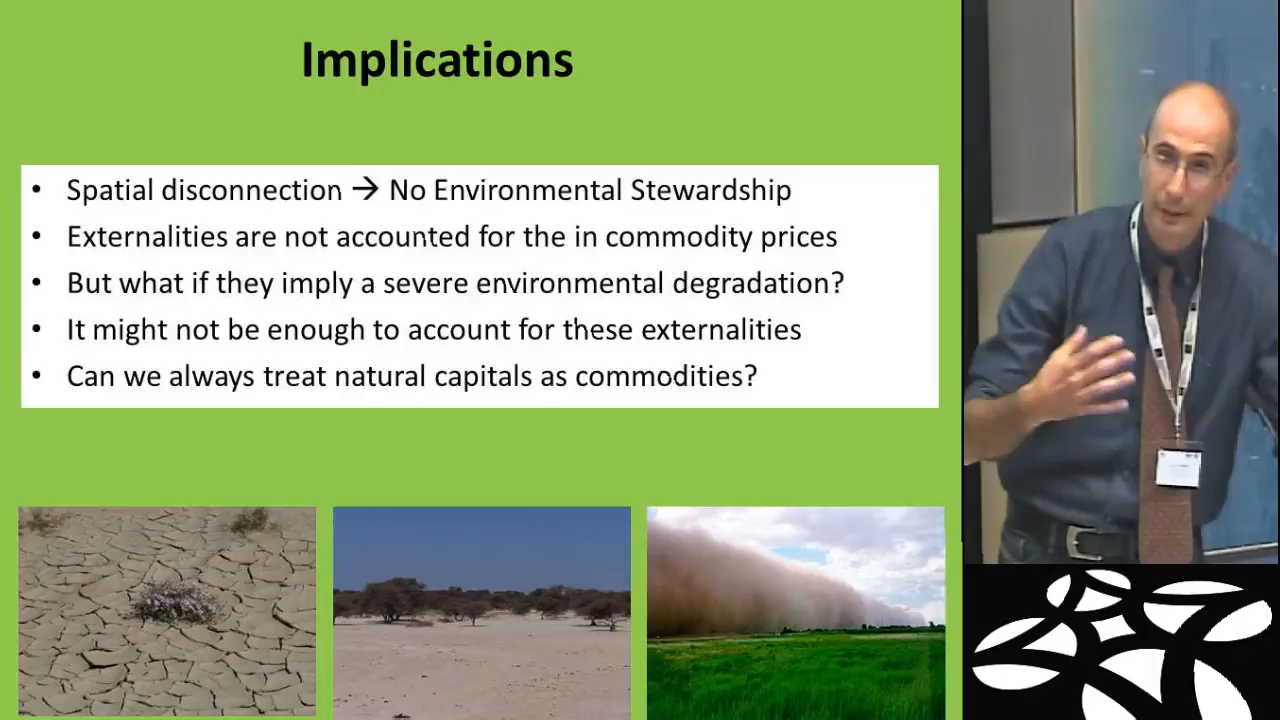 Implications
• Spatial disconnection → No Environmental Stewardship
• Externalities are not accounted for the in commodity prices
• But what if they imply a severe environmental degradation?
• It might not be enough to account for these externalities
• Can we always treat natural capitals as commodities?